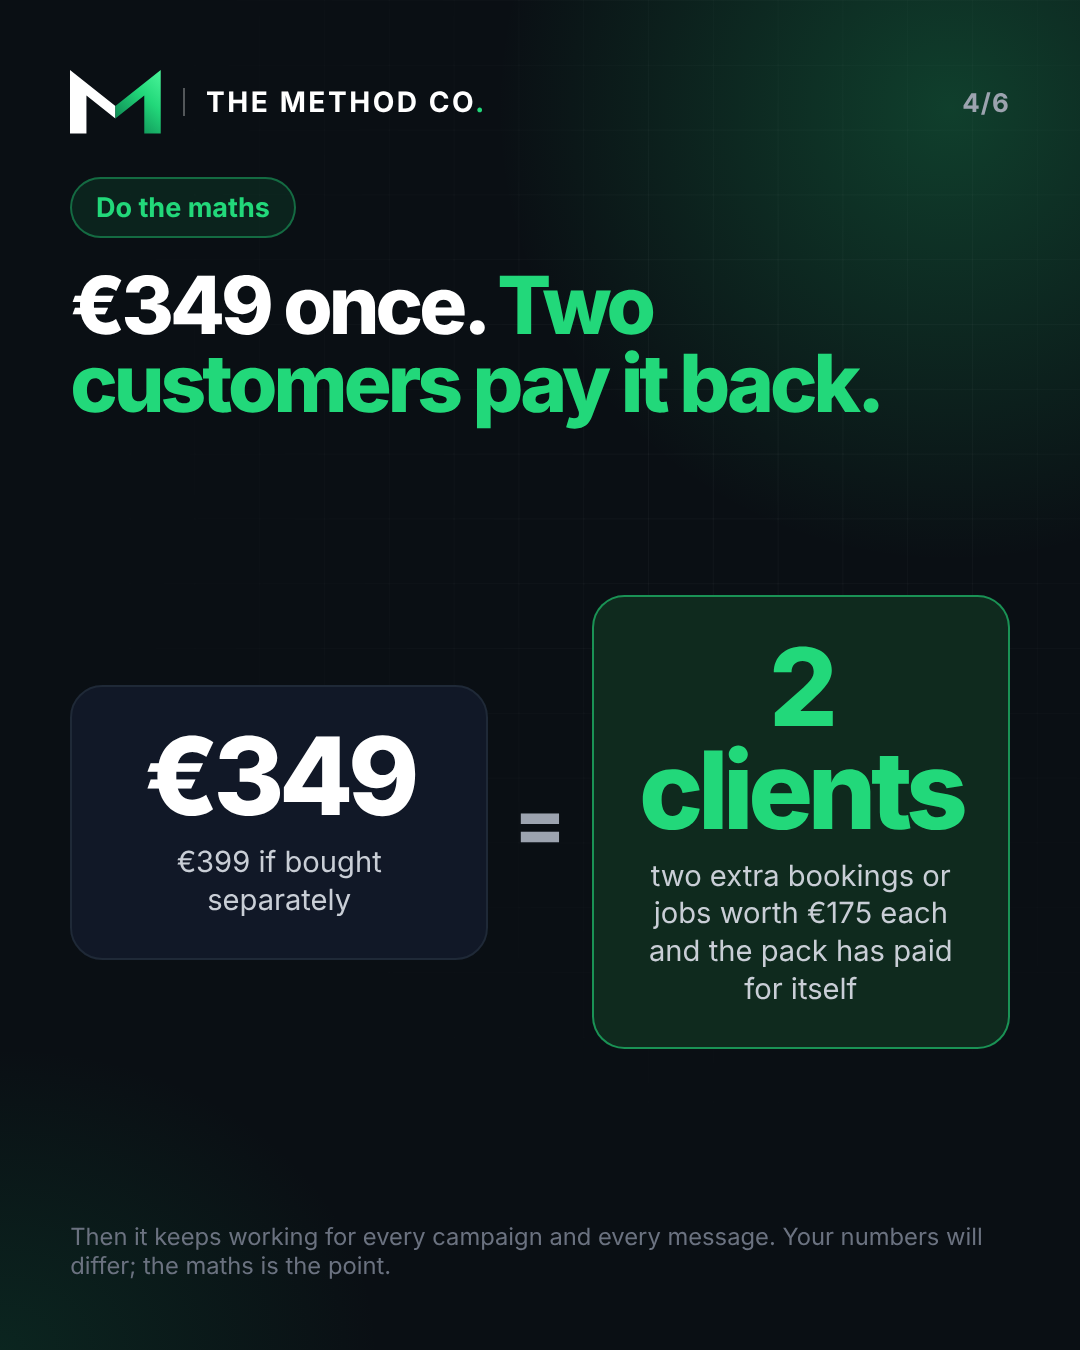 THE METHOD CO.
4/6
Do the maths
€349 once. Two
customers pay it back.
€349
€399 if bought
separately
=
2
clients
two extra bookings or
jobs worth €175 each
and the pack has paid
for itself
Then it keeps working for every campaign and every message. Your numbers will
differ; the maths is the point.